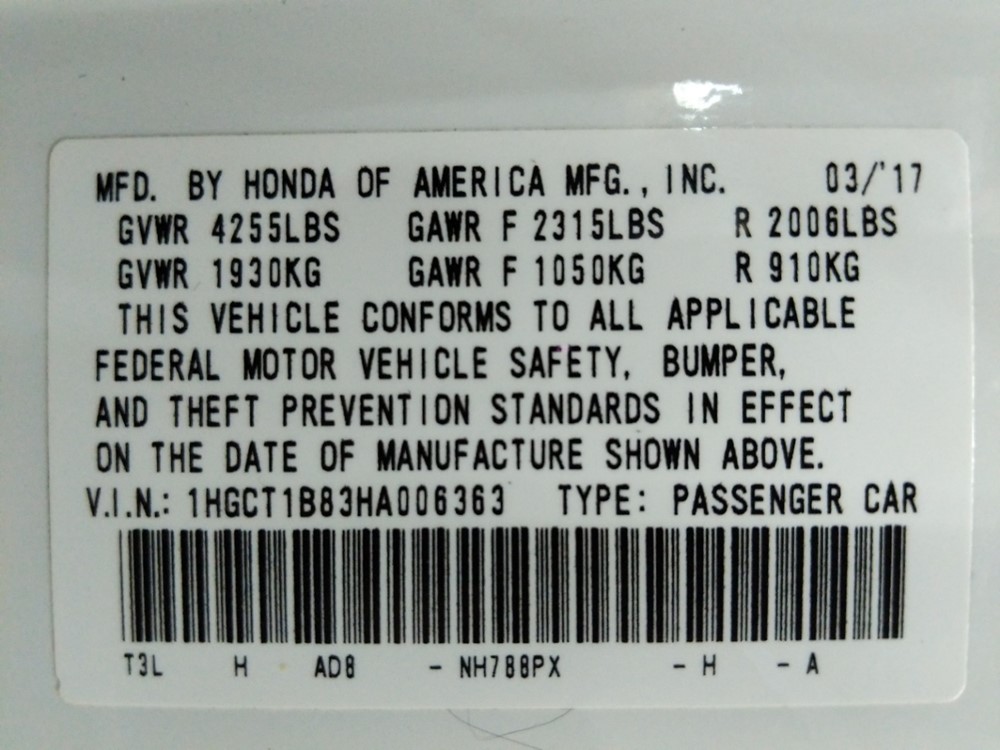 MFD. BY HONDA OF AMERICA MFG., INC. 03/'17
GVWR 4255LBS GAWR F 2315LBS R 2006LBS
GVWR 1930KG GAWR F 1050KG R 910KG
THIS VEHICLE CONFORMS TO ALL APPLICABLE
FEDERAL MOTOR VEHICLE SAFETY, BUMPER,
AND THEFT PREVENTION STANDARDS IN EFFECT
ON THE DATE OF MANUFACTURE SHOWN ABOVE.
V.I.N.: 1HGCT1B83HA006363 TYPE: PASSENGER CAR
T3L H AD8 - NH788PX - H - A